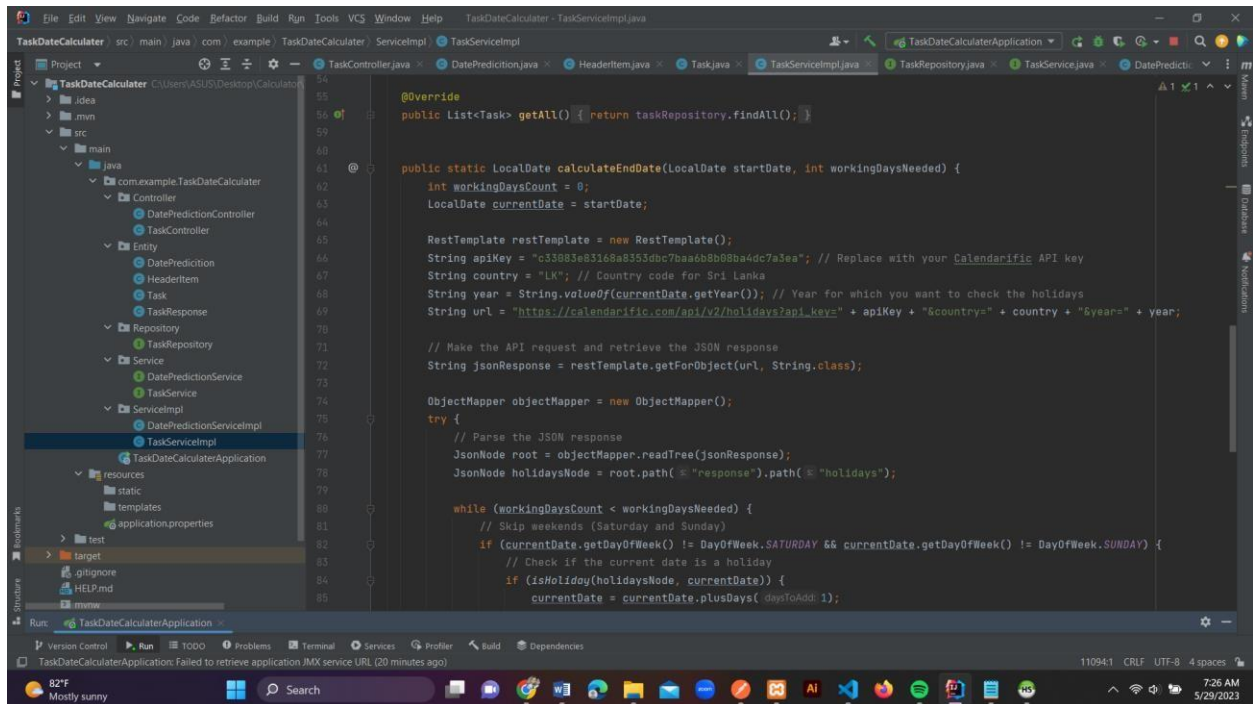 File Edit View Navigate Code Refactor Build Run Tools VCS Window Help TaskDateCalculater - TaskServiceImpl.java
TaskDateCalculater src main java com example TaskDateCalculater ServiceImpl TaskServiceImpl
TaskDateCalculaterApplication
Project
TaskController.java DatePredicition.java HeaderItem.java Task.java TaskServiceImpl.java TaskRepository.java TaskService.java DatePredictic
TaskDateCalculater C:\Users\ASUS\Desktop\Calculator\
.idea
.mvn
src
main
java
com.example.TaskDateCalculater
Controller
DatePredictionController
TaskController
Entity
DatePredicition
HeaderItem
Task
TaskResponse
Repository
TaskRepository
Service
DatePredictionService
TaskService
ServiceImpl
DatePredictionServiceImpl
TaskServiceImpl
TaskDateCalculaterApplication
resources
static
templates
application.properties
test
target
.gitignore
HELP.md
mvnw
54
55 @Override
56 public List<Task> getAll() { return taskRepository.findAll(); }
59
60
61 @ public static LocalDate calculateEndDate(LocalDate startDate, int workingDaysNeeded) {
62 int workingDaysCount = 0;
63 LocalDate currentDate = startDate;
64
65 RestTemplate restTemplate = new RestTemplate();
66 String apiKey = "c33083e83168a8353dbc7baa6b8b08ba4dc7a3ea"; // Replace with your Calendarific API key
67 String country = "LK"; // Country code for Sri Lanka
68 String year = String.valueOf(currentDate.getYear()); // Year for which you want to check the holidays
69 String url = "https://calendarific.com/api/v2/holidays?api_key=" + apiKey + "&country=" + country + "&year=" + year;
70
71 // Make the API request and retrieve the JSON response
72 String jsonResponse = restTemplate.getForObject(url, String.class);
73
74 ObjectMapper objectMapper = new ObjectMapper();
75 try {
76 // Parse the JSON response
77 JsonNode root = objectMapper.readTree(jsonResponse);
78 JsonNode holidaysNode = root.path( s: "response").path( s: "holidays");
79
80 while (workingDaysCount < workingDaysNeeded) {
81 // Skip weekends (Saturday and Sunday)
82 if (currentDate.getDayOfWeek() != DayOfWeek.SATURDAY && currentDate.getDayOfWeek() != DayOfWeek.SUNDAY) {
83 // Check if the current date is a holiday
84 if (isHoliday(holidaysNode, currentDate)) {
85 currentDate = currentDate.plusDays( daysToAdd: 1);
1 1
Project
Bookmarks
Structure
Maven
Endpoints
Database
Notifications
Run: TaskDateCalculaterApplication
Version Control Run TODO Problems Terminal Services Profiler Build Dependencies
TaskDateCalculaterApplication: Failed to retrieve application JMX service URL (20 minutes ago) 11094:1 CRLF UTF-8 4 spaces
82°F
Mostly sunny
Search
7:26 AM
5/29/2023